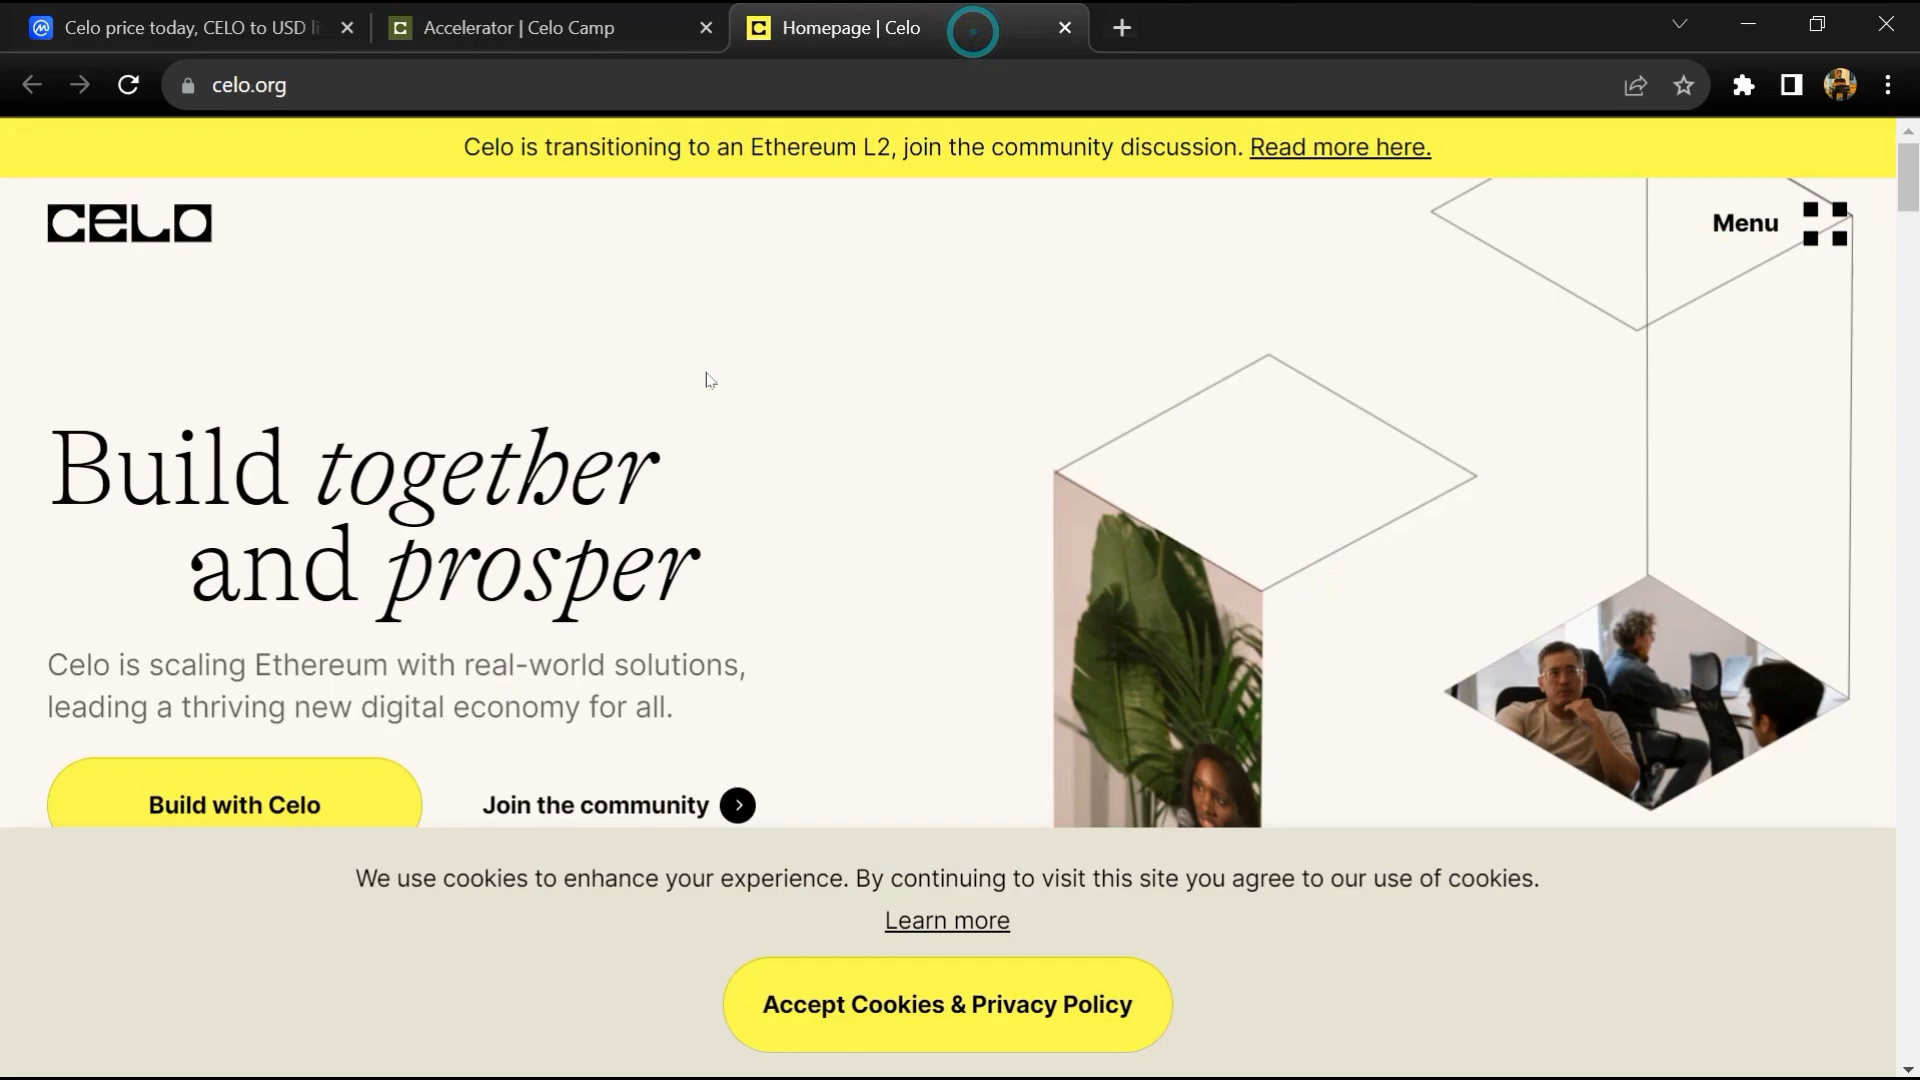 Celo price today, CELO to USD li
Accelerator | Celo Camp
Homepage | Celo
celo.org
Celo is transitioning to an Ethereum L2, join the community discussion. Read more here.
CELO
Menu
Build together
and prosper
Celo is scaling Ethereum with real-world solutions,
leading a thriving new digital economy for all.
Build with Celo
Join the community
We use cookies to enhance your experience. By continuing to visit this site you agree to our use of cookies.
Learn more
Accept Cookies & Privacy Policy